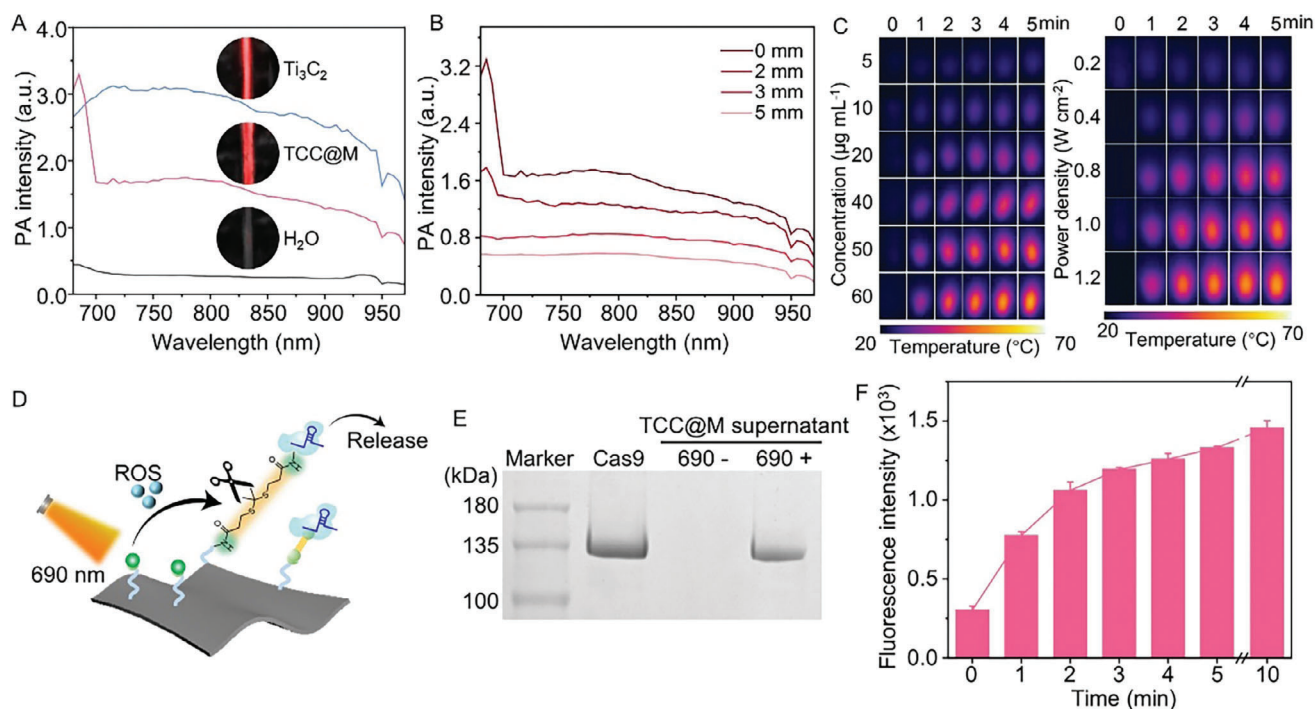 A
4.0
3.0
2.0
1.0
0.0
PA intensity (a.u.)
Ti₃C₂
TCC@M
H₂O
700 750 800 850 900 950
Wavelength (nm)
B
3.2
2.4
1.6
0.8
0.0
PA intensity (a.u.)
0 mm
2 mm
3 mm
5 mm
700 750 800 850 900 950
Wavelength (nm)
C
0 1 2 3 4 5min
5
10
20
40
50
60
Concentration (µg mL⁻¹)
20 Temperature (°C) 70
0 1 2 3 4 5min
0.2
0.4
0.8
1.0
1.2
Power density (W cm⁻²)
20 Temperature (°C) 70
D
690 nm
ROS
Release
E
TCC@M supernatant
Marker Cas9 690 - 690 +
(kDa)
180
135
100
F
Fluorescence intensity (x10³)
1.5
1.0
0.5
0.0
0 1 2 3 4 5 10
Time (min)